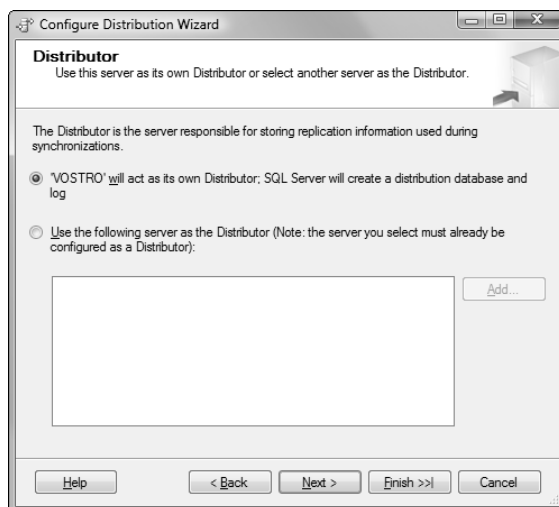 Configure Distribution Wizard
Distributor
Use this server as its own Distributor or select another server as the Distributor.
The Distributor is the server responsible for storing replication information used during
synchronizations.
'VOSTRO' will act as its own Distributor; SQL Server will create a distribution database and
log
Use the following server as the Distributor (Note: the server you select must already be
configured as a Distributor):
Add...
Help
< Back
Next >
Finish >>|
Cancel